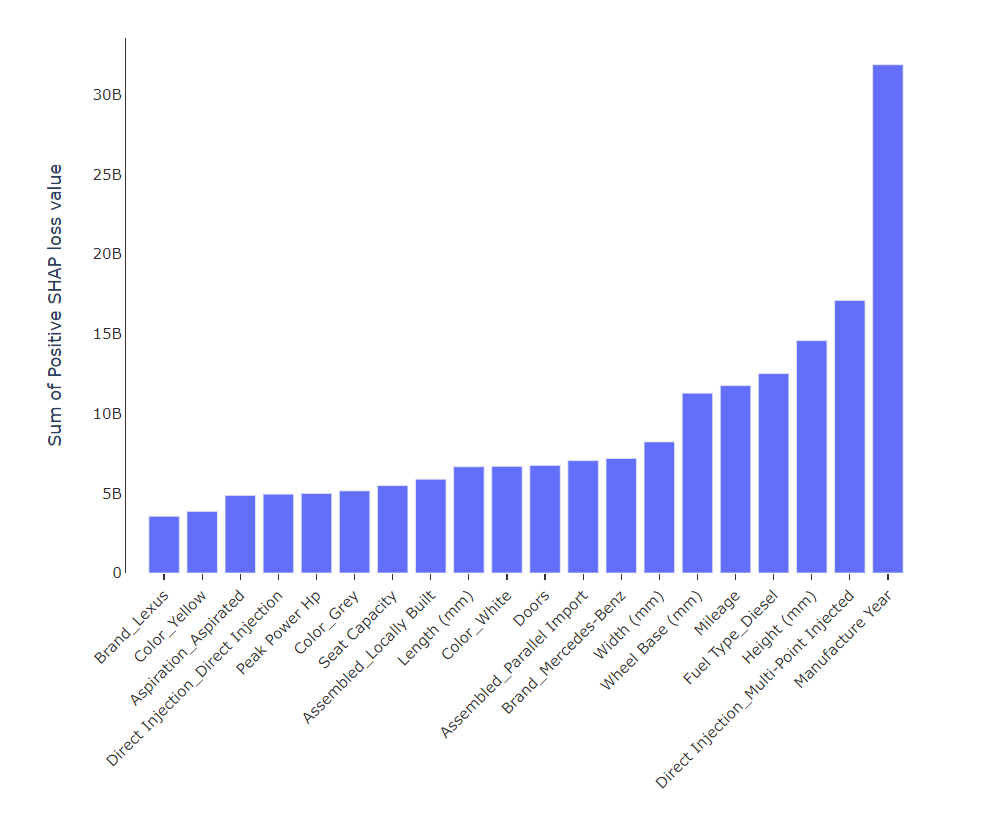 Sum of Positive SHAP loss value
30B
25B
20B
15B
10B
5B
0
Brand_Lexus
Color_Yellow
Aspiration_Aspirated
Direct Injection_Direct Injection
Peak Power Hp
Color_Grey
Seat Capacity
Assembled_Locally Built
Length (mm)
Color_White
Doors
Assembled_Parallel Import
Brand_Mercedes-Benz
Width (mm)
Wheel Base (mm)
Mileage
Fuel Type_Diesel
Height (mm)
Direct Injection_Multi-Point Injected
Manufacture Year